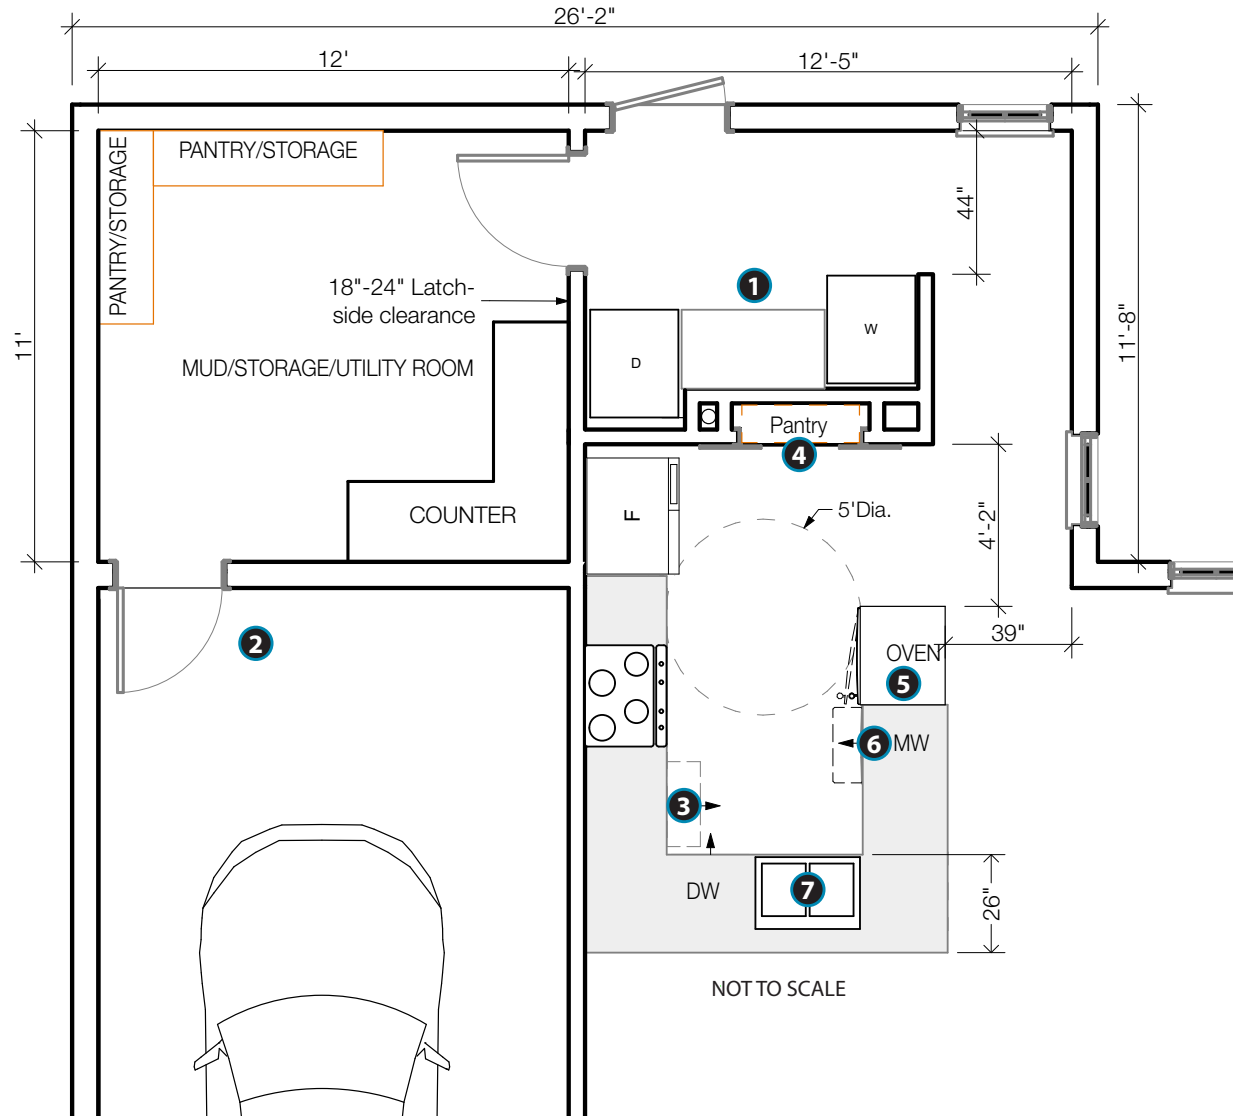 26'-2"
12'
12'-5"
PANTRY/STORAGE
PANTRY/STORAGE
44"
1
18"-24" Latch-
side clearance
W
D
11'
11'-8"
MUD/STORAGE/UTILITY ROOM
Pantry
4
COUNTER
F
5'Dia.
4'-2"
2
39"
OVEN
5
6
MW
3
DW
7
26"
NOT TO SCALE